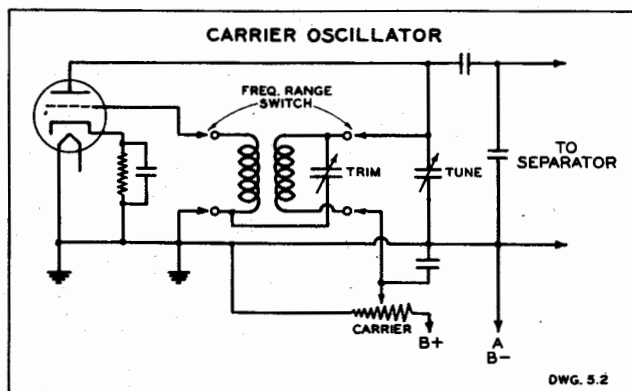 CARRIER OSCILLATOR
FREQ. RANGE
SWITCH
TRIM
TUNE
TO
SEPARATOR
CARRIER
B+
A
B-
DWG. 5.2